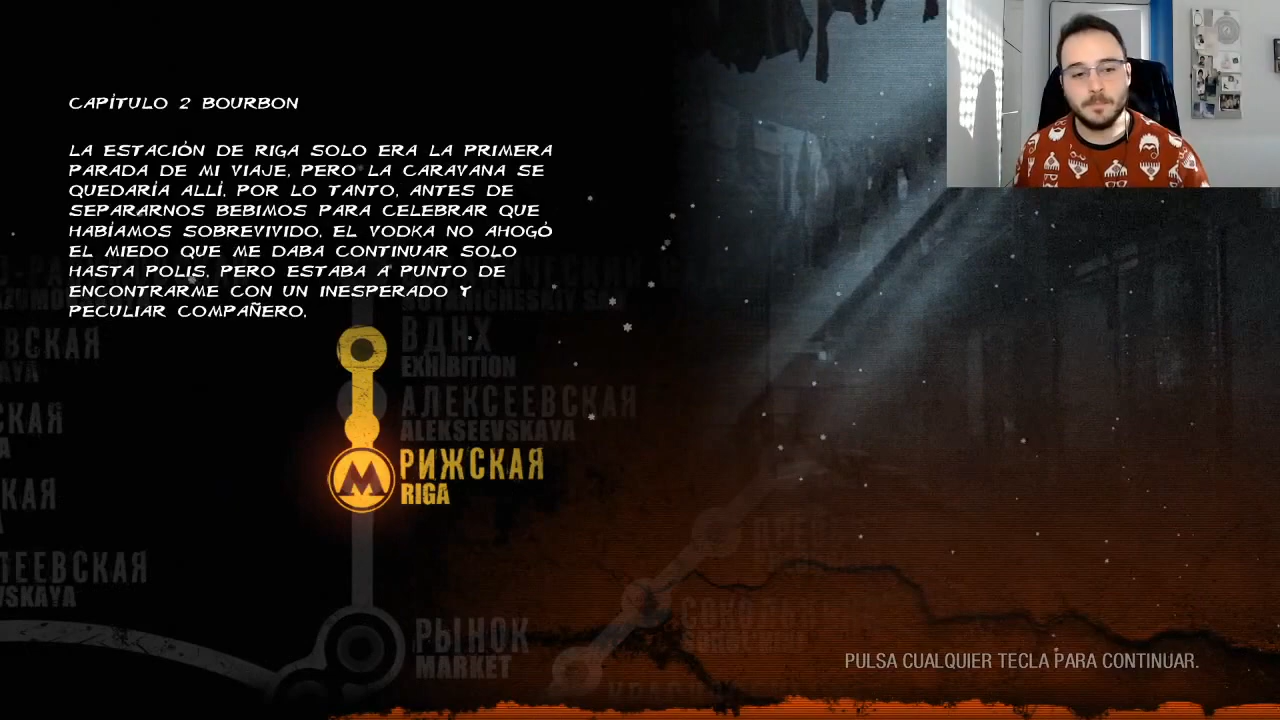 CAPÍTULO 2 BOURBON
LA ESTACIÓN DE RIGA SOLO ERA LA PRIMERA
PARADA DE MI VIAJE, PERO LA CARAVANA SE
QUEDARÍA ALLÍ. POR LO TANTO, ANTES DE
SEPARARNOS BEBIMOS PARA CELEBRAR QUE
HABÍAMOS SOBREVIVIDO. EL VODKA NO AHOGÓ
EL MIEDO QUE ME DABA CONTINUAR SOLO
HASTA POLIS, PERO ESTABA A PUNTO DE
ENCONTRARME CON UN INESPERADO Y
PECULIAR COMPAÑERO.
ВДНХ
EXHIBITION
АЛЕКСЕЕВСКАЯ
ALEKSEEVSKAYA
М
РИЖСКАЯ
RIGA
РЫНОК
MARKET
PULSA CUALQUIER TECLA PARA CONTINUAR.